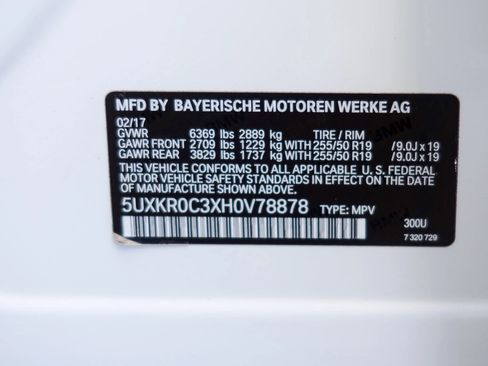 MFD BY BAYERISCHE MOTOREN WERKE AG
02/17
GVWR 6369 lbs 2889 kg TIRE / RIM
GAWR FRONT 2709 lbs 1229 kg WITH 255/50 R19 /9.0J x 19
GAWR REAR 3829 lbs 1737 kg WITH 255/50 R19 /9.0J x 19
THIS VEHICLE CONFORMS TO ALL APPLICABLE U. S. FEDERAL
MOTOR VEHICLE SAFETY STANDARDS IN EFFECT ON THE DATE
OF MANUFACTURE SHOWN ABOVE.
5UXKR0C3XH0V78878 TYPE: MPV
300U
7 320 729